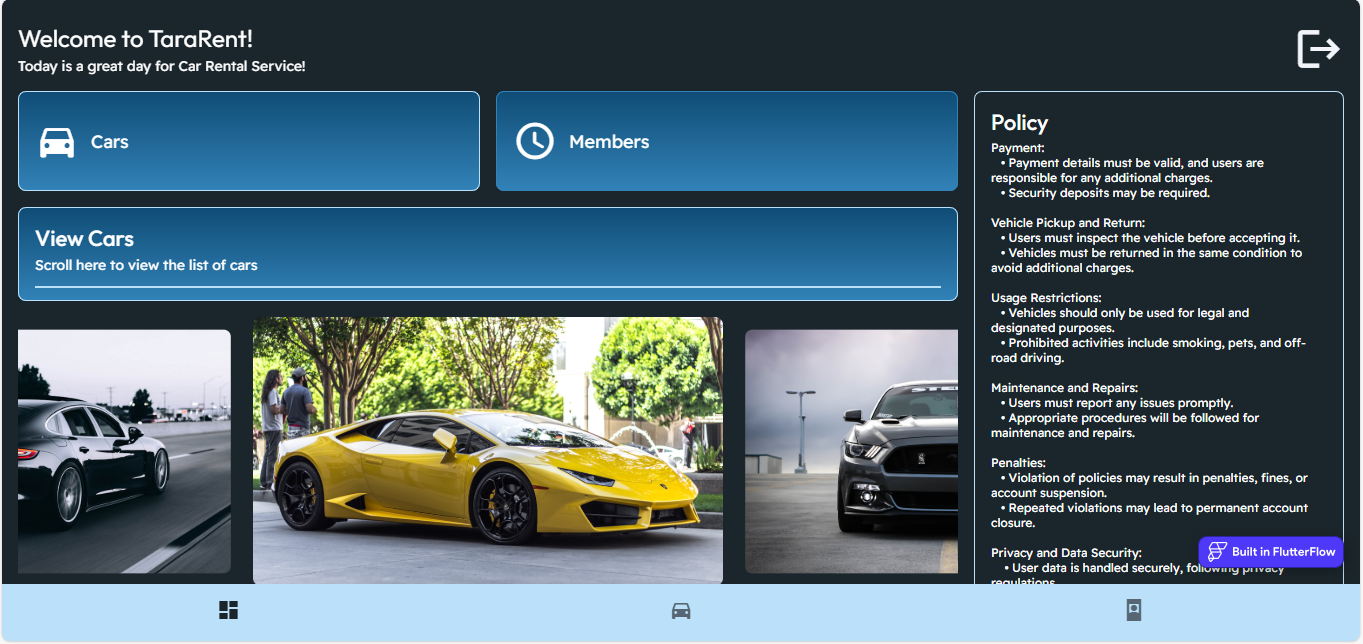 Welcome to TaraRent!
Today is a great day for Car Rental Service!
Cars
Members
View Cars
Scroll here to view the list of cars
Policy
Payment:
• Payment details must be valid, and users are
responsible for any additional charges.
• Security deposits may be required.
Vehicle Pickup and Return:
• Users must inspect the vehicle before accepting it.
• Vehicles must be returned in the same condition to
avoid additional charges.
Usage Restrictions:
• Vehicles should only be used for legal and
designated purposes.
• Prohibited activities include smoking, pets, and off-
road driving.
Maintenance and Repairs:
• Users must report any issues promptly.
• Appropriate procedures will be followed for
maintenance and repairs.
Penalties:
• Violation of policies may result in penalties, fines, or
account suspension.
• Repeated violations may lead to permanent account
closure.
Privacy and Data Security:
• User data is handled securely, following privacy
regulations.
Built in FlutterFlow